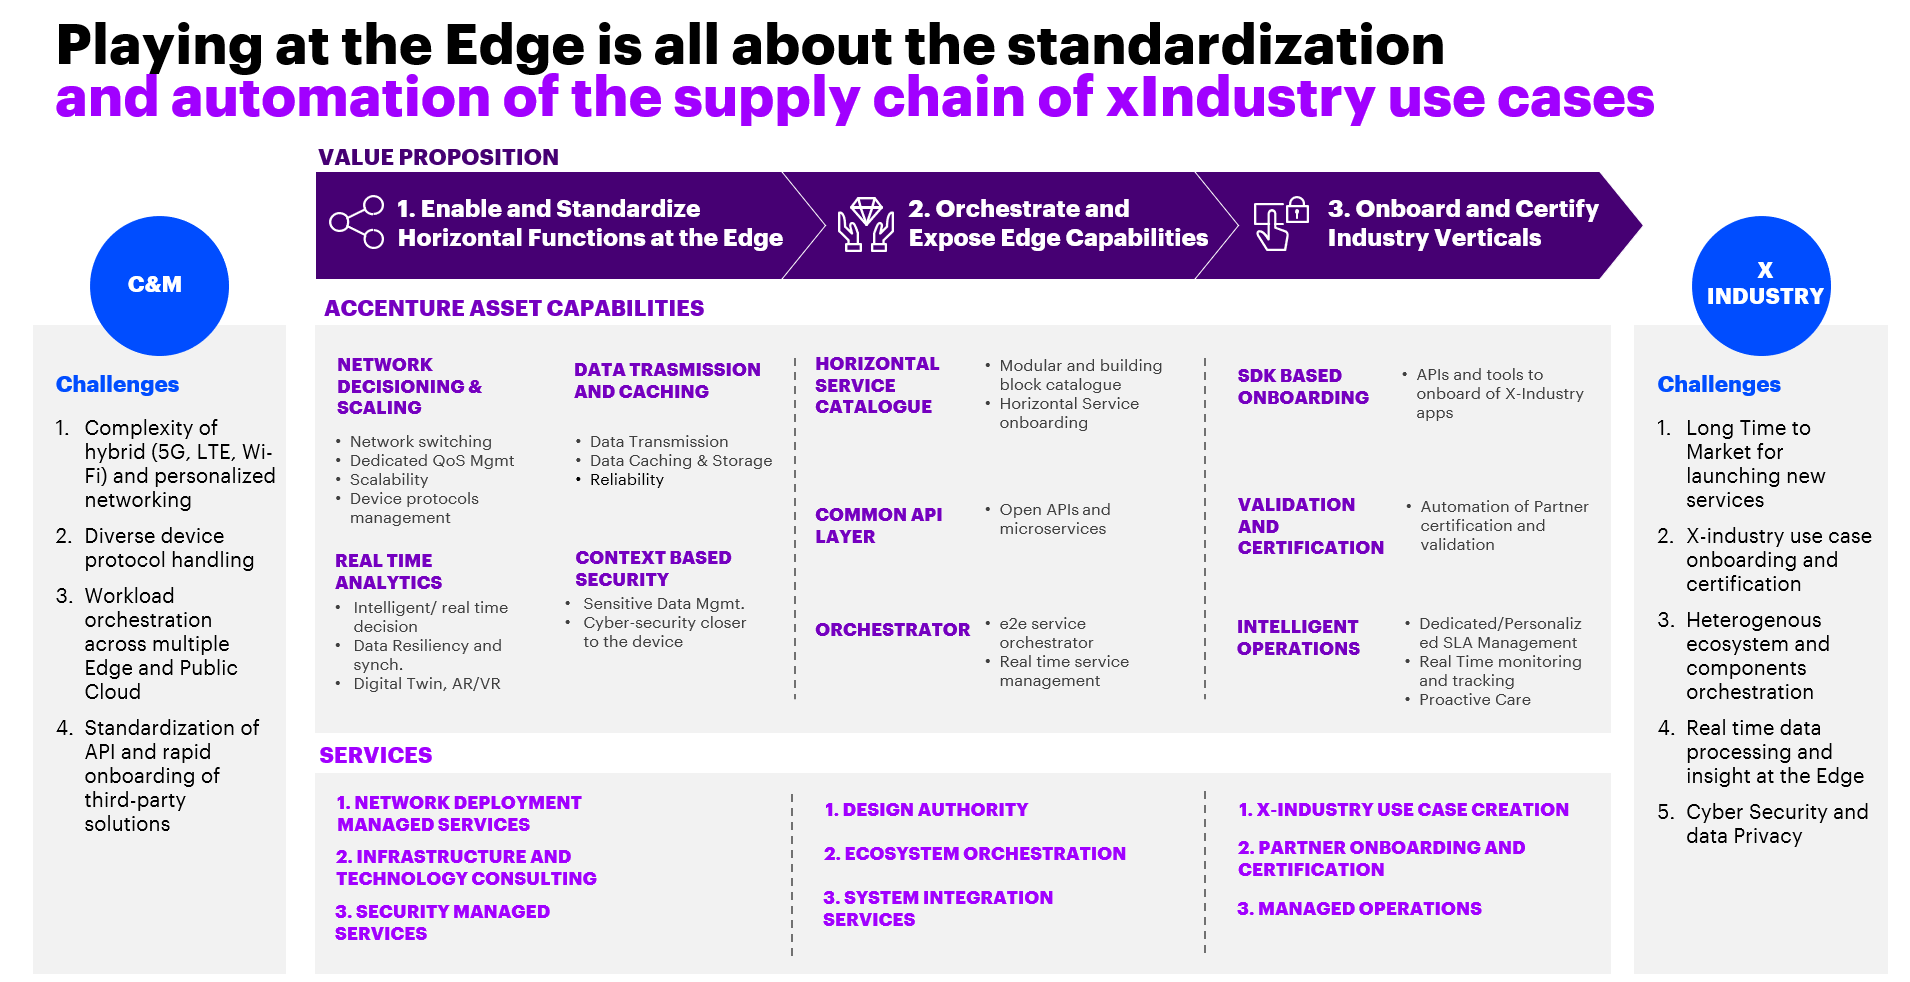 Playing at the Edge is all about the standardization
and automation of the supply chain of xIndustry use cases
C&M
Challenges
1. Complexity of
hybrid (5G, LTE, Wi-
Fi) and personalized
networking
2. Diverse device
protocol handling
3. Workload
orchestration
across multiple
Edge and Public
Cloud
4. Standardization of
API and rapid
onboarding of
third-party
solutions
VALUE PROPOSITION
1. Enable and Standardize
Horizontal Functions at the Edge
2. Orchestrate and
Expose Edge Capabilities
3. Onboard and Certify
Industry Verticals
ACCENTURE ASSET CAPABILITIES
NETWORK
DECISIONING &
SCALING
• Network switching
• Dedicated QoS Mgmt
• Scalability
• Device protocols
management
DATA TRASMISSION
AND CACHING
• Data Transmission
• Data Caching & Storage
• Reliability
REAL TIME
ANALYTICS
• Intelligent/ real time
decision
• Data Resiliency and
synch.
• Digital Twin, AR/VR
CONTEXT BASED
SECURITY
• Sensitive Data Mgmt.
• Cyber-security closer
to the device
HORIZONTAL
SERVICE
CATALOGUE
• Modular and building
block catalogue
• Horizontal Service
onboarding
COMMON API
LAYER
• Open APIs and
microservices
ORCHESTRATOR
• e2e service
orchestrator
• Real time service
management
SDK BASED
ONBOARDING
• APIs and tools to
onboard of X-Industry
apps
VALIDATION
AND
CERTIFICATION
• Automation of Partner
certification and
validation
INTELLIGENT
OPERATIONS
• Dedicated/Personaliz
ed SLA Management
• Real Time monitoring
and tracking
• Proactive Care
SERVICES
1. NETWORK DEPLOYMENT
MANAGED SERVICES
2. INFRASTRUCTURE AND
TECHNOLOGY CONSULTING
3. SECURITY MANAGED
SERVICES
1. DESIGN AUTHORITY
2. ECOSYSTEM ORCHESTRATION
3. SYSTEM INTEGRATION
SERVICES
1. X-INDUSTRY USE CASE CREATION
2. PARTNER ONBOARDING AND
CERTIFICATION
3. MANAGED OPERATIONS
X
INDUSTRY
Challenges
1. Long Time to
Market for
launching new
services
2. X-industry use case
onboarding and
certification
3. Heterogenous
ecosystem and
components
orchestration
4. Real time data
processing and
insight at the Edge
5. Cyber Security and
data Privacy